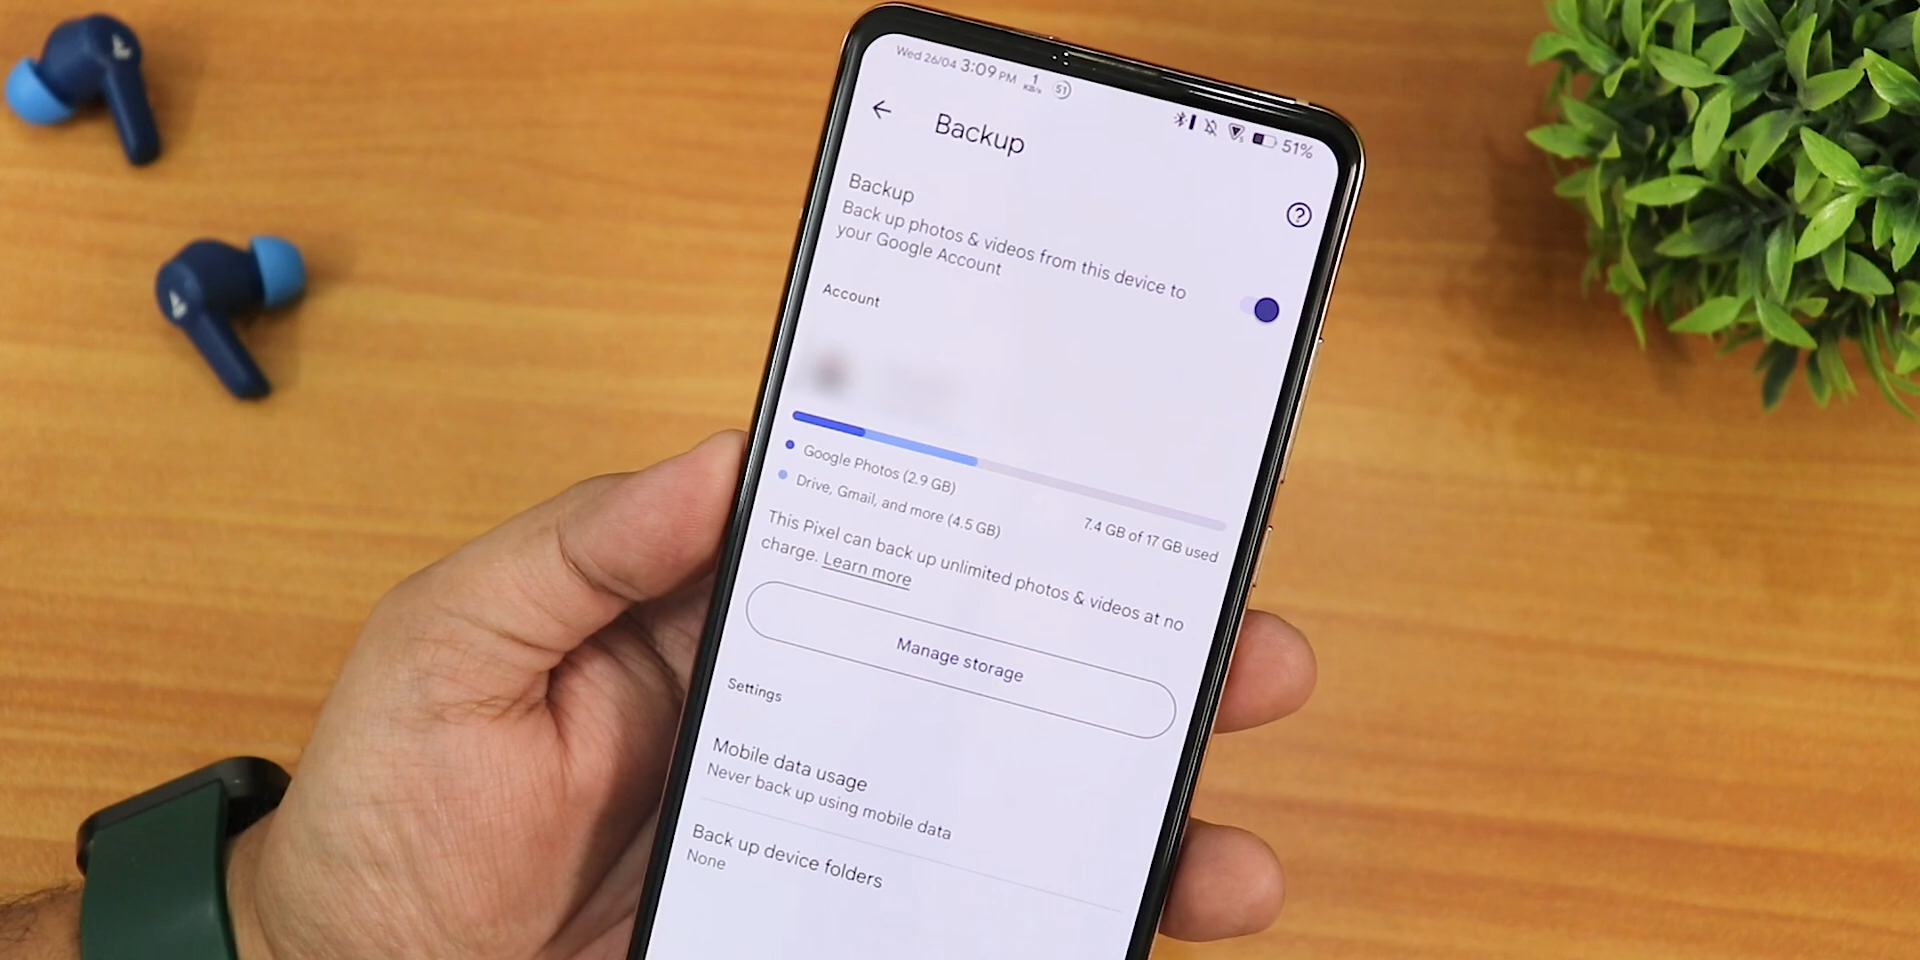 Wed 26/04 3:09 PM 1 KB/s 51
51%
Backup
Backup
Back up photos & videos from this device to
your Google Account
Account
Google Photos (2.9 GB)
Drive, Gmail, and more (4.5 GB)
7.4 GB of 17 GB used
This Pixel can back up unlimited photos & videos at no
charge. Learn more
Manage storage
Settings
Mobile data usage
Never back up using mobile data
Back up device folders
None